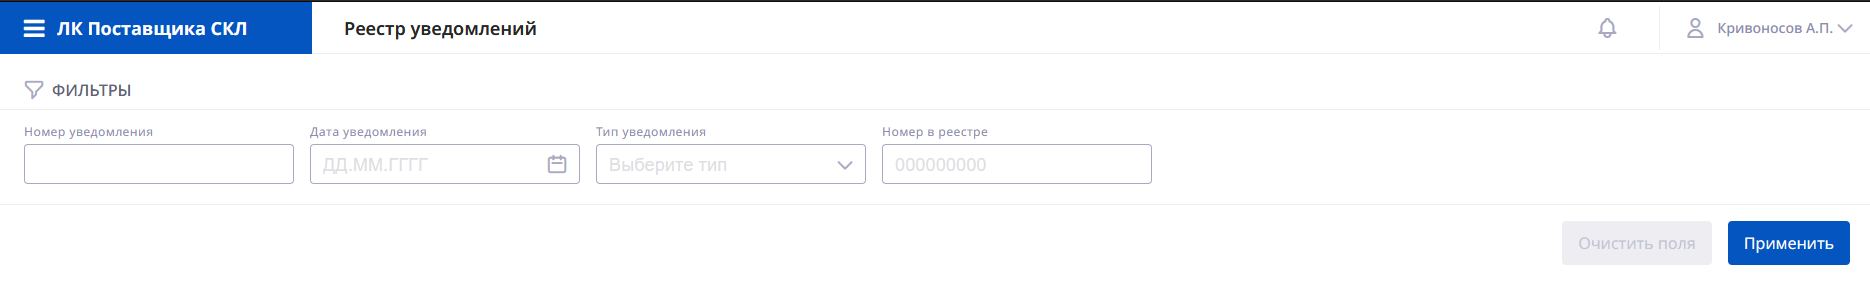 ЛК Поставщика СКЛ
Реестр уведомлений
Кривоносов А.П.
ФИЛЬТРЫ
Номер уведомления
Дата уведомления
Тип уведомления
Номер в реестре
ДД.ММ.ГГГГ
Выберите тип
000000000
Очистить поля
Применить